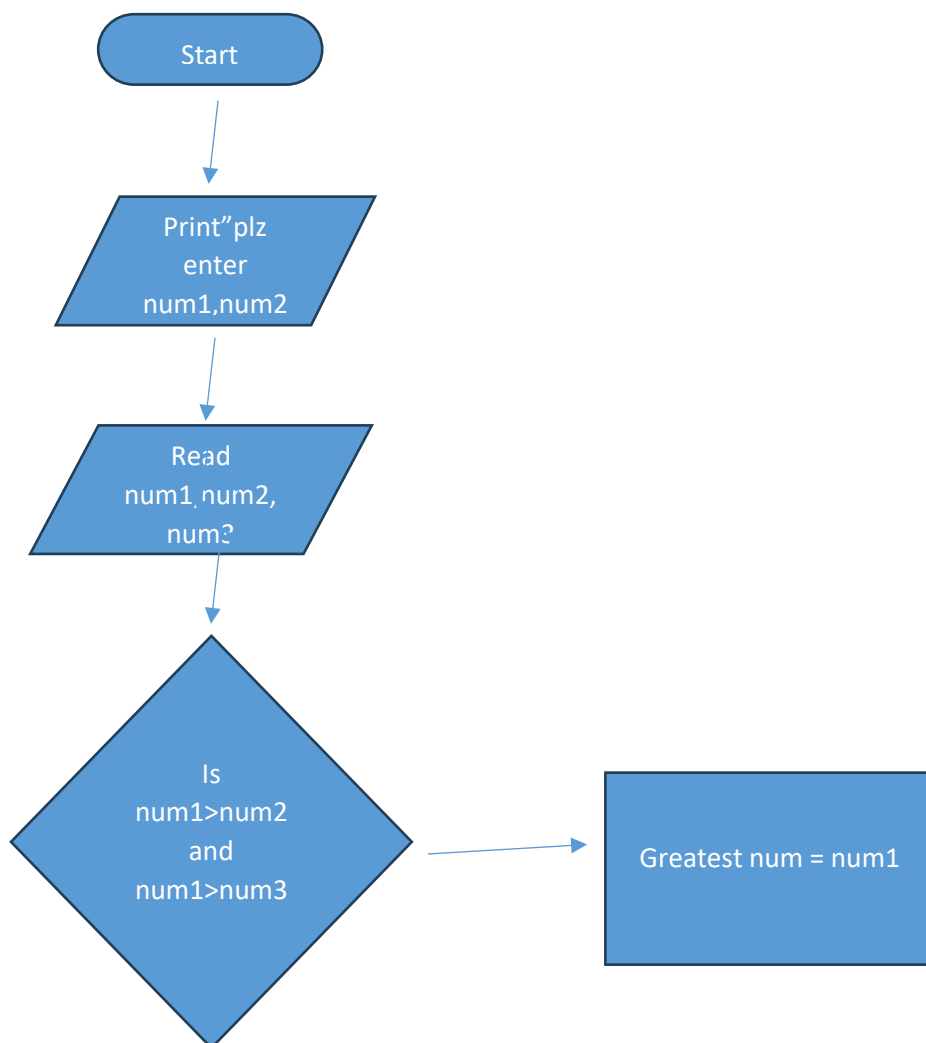 Start
Print”plz
enter
num1,num2
Read
num1,num2,
num3
Is
num1>num2
and
num1>num3
Greatest num = num1